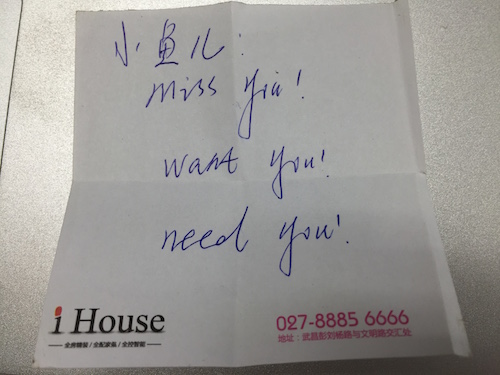 小鱼儿:
miss you!
want you!
need you!
i House
全房精装/全配家俬/全控智能
027-8885 6666
地址:武昌彭刘杨路与文明路交汇处